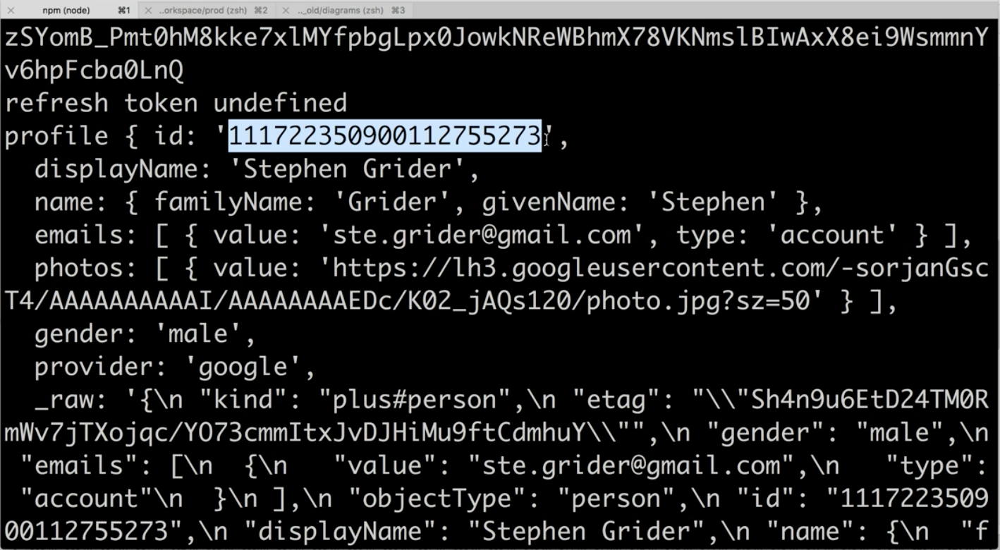 npm (node) ⌘1 ..orkspace/prod (zsh) ⌘2 .._old/diagrams (zsh) ⌘3
zSYomB_Pmt0hM8kke7xlMYfpbgLpx0JowkNReWBhmX78VKNmslBIwAxX8ei9WsmmnY
v6hpFcba0LnQ
refresh token undefined
profile { id: '111722350900112755273',
displayName: 'Stephen Grider',
name: { familyName: 'Grider', givenName: 'Stephen' },
emails: [ { value: 'ste.grider@gmail.com', type: 'account' } ],
photos: [ { value: 'https://lh3.googleusercontent.com/-sorjanGsc
T4/AAAAAAAAAAI/AAAAAAAAEDc/K02_jAQs120/photo.jpg?sz=50' } ],
gender: 'male',
provider: 'google',
_raw: '{\n "kind": "plus#person",\n "etag": "\\"Sh4n9u6EtD24TM0R
mWv7jTXojqc/YO73cmmItxJvDJHiMu9ftCdmhuY\\"",\n "gender": "male",\n
"emails": [\n  {\n   "value": "ste.grider@gmail.com",\n   "type":
"account"\n  }\n ],\n "objectType": "person",\n "id": "1117223509
00112755273",\n "displayName": "Stephen Grider",\n "name": {\n  "f